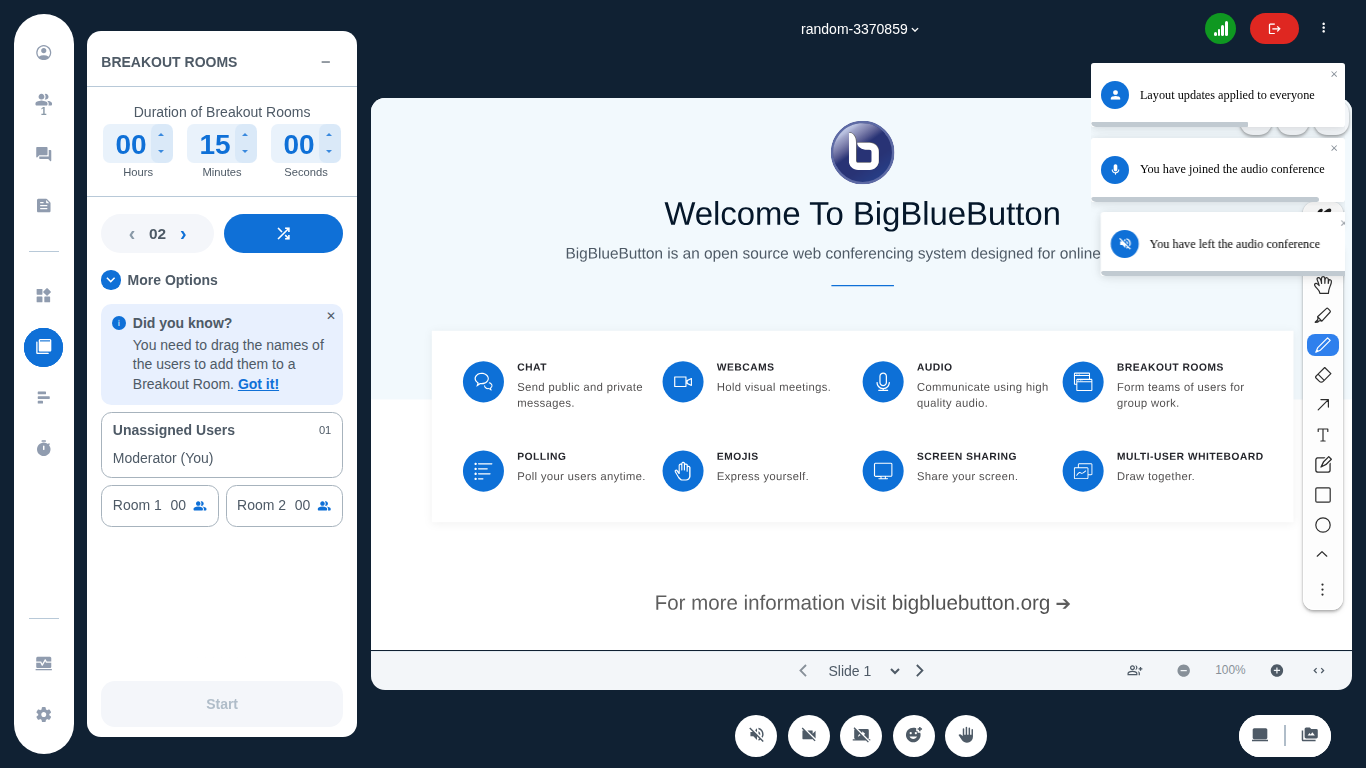 random-3370859
1
BREAKOUT ROOMS
Duration of Breakout Rooms
00 15 00
Hours Minutes Seconds
02
More Options
Did you know?
You need to drag the names of
the users to add them to a
Breakout Room. Got it!
Unassigned Users 01
Moderator (You)
Room 1 00 Room 2 00
Start
Layout updates applied to everyone
You have joined the audio conference
You have left the audio conference
Welcome To BigBlueButton
BigBlueButton is an open source web conferencing system designed for online
CHAT
Send public and private
messages.
WEBCAMS
Hold visual meetings.
AUDIO
Communicate using high
quality audio.
BREAKOUT ROOMS
Form teams of users for
group work.
POLLING
Poll your users anytime.
EMOJIS
Express yourself.
SCREEN SHARING
Share your screen.
MULTI-USER WHITEBOARD
Draw together.
For more information visit bigbluebutton.org ➔
Slide 1
100%